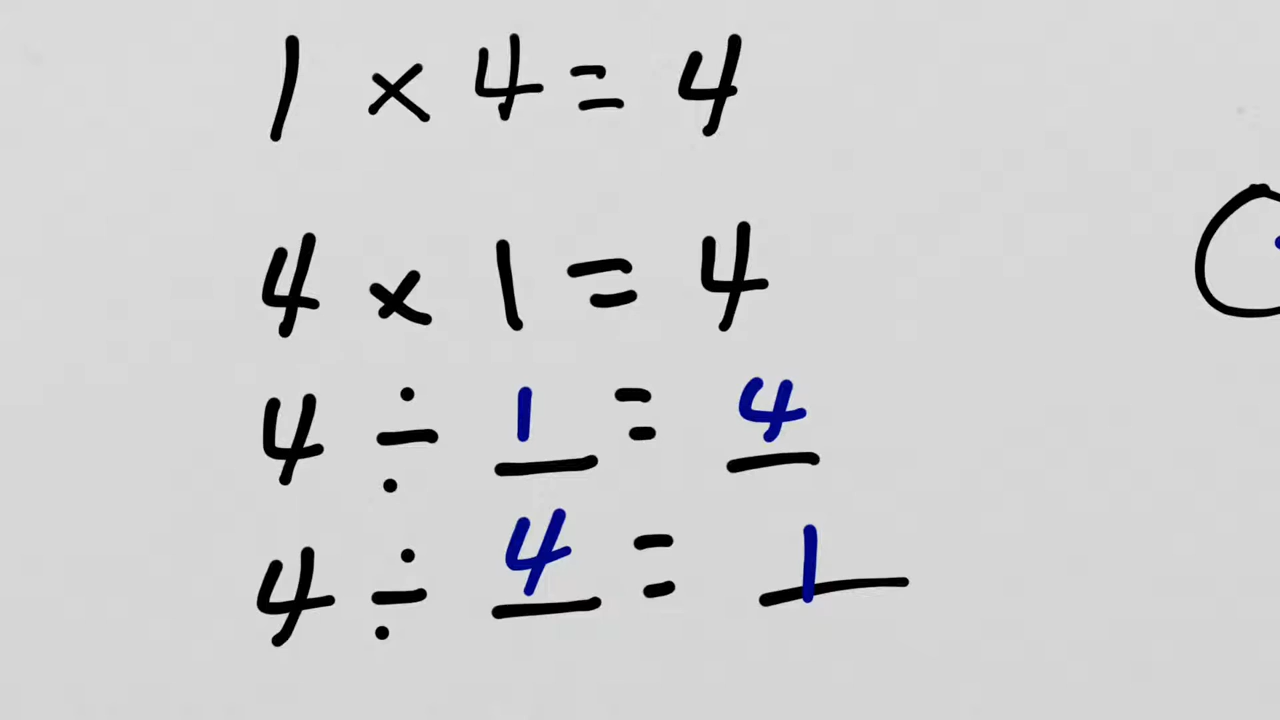 1 × 4 = 4
4 × 1 = 4
4 ÷ 1 = 4
4 ÷ 4 = 1